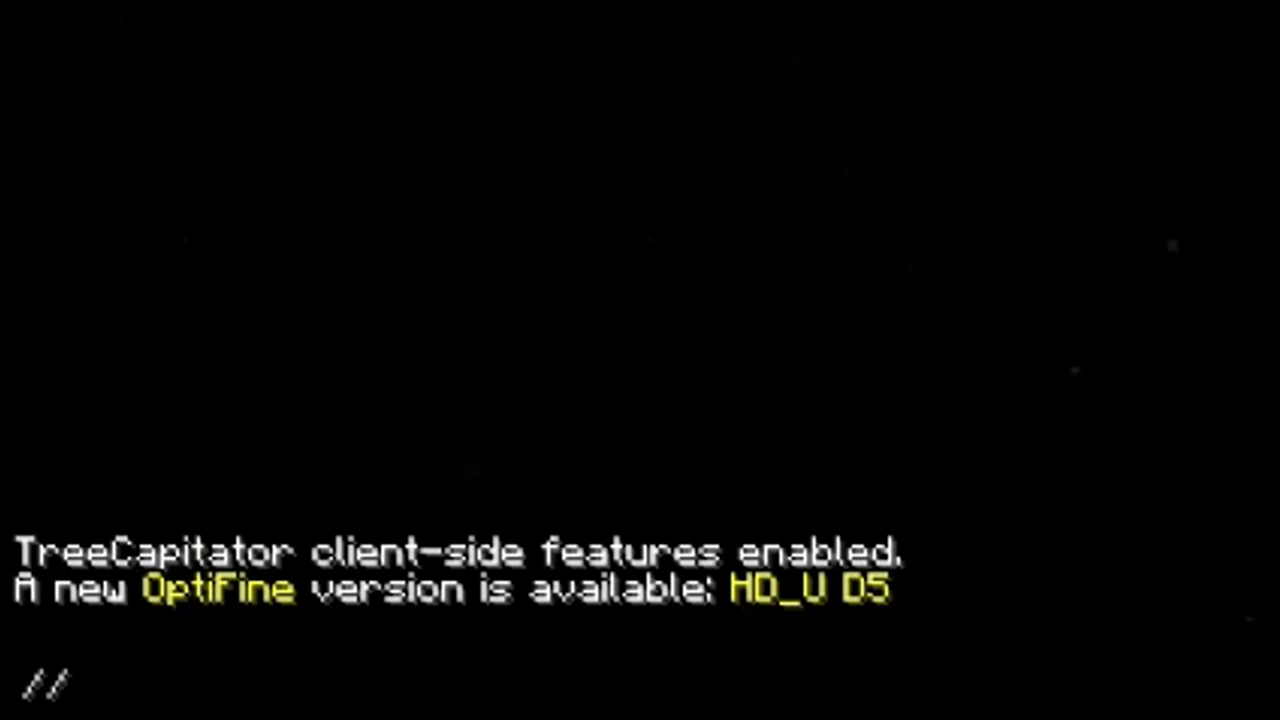 TreeCapitator client-side features enabled.
A new OptiFine version is available: HD_U D5
//